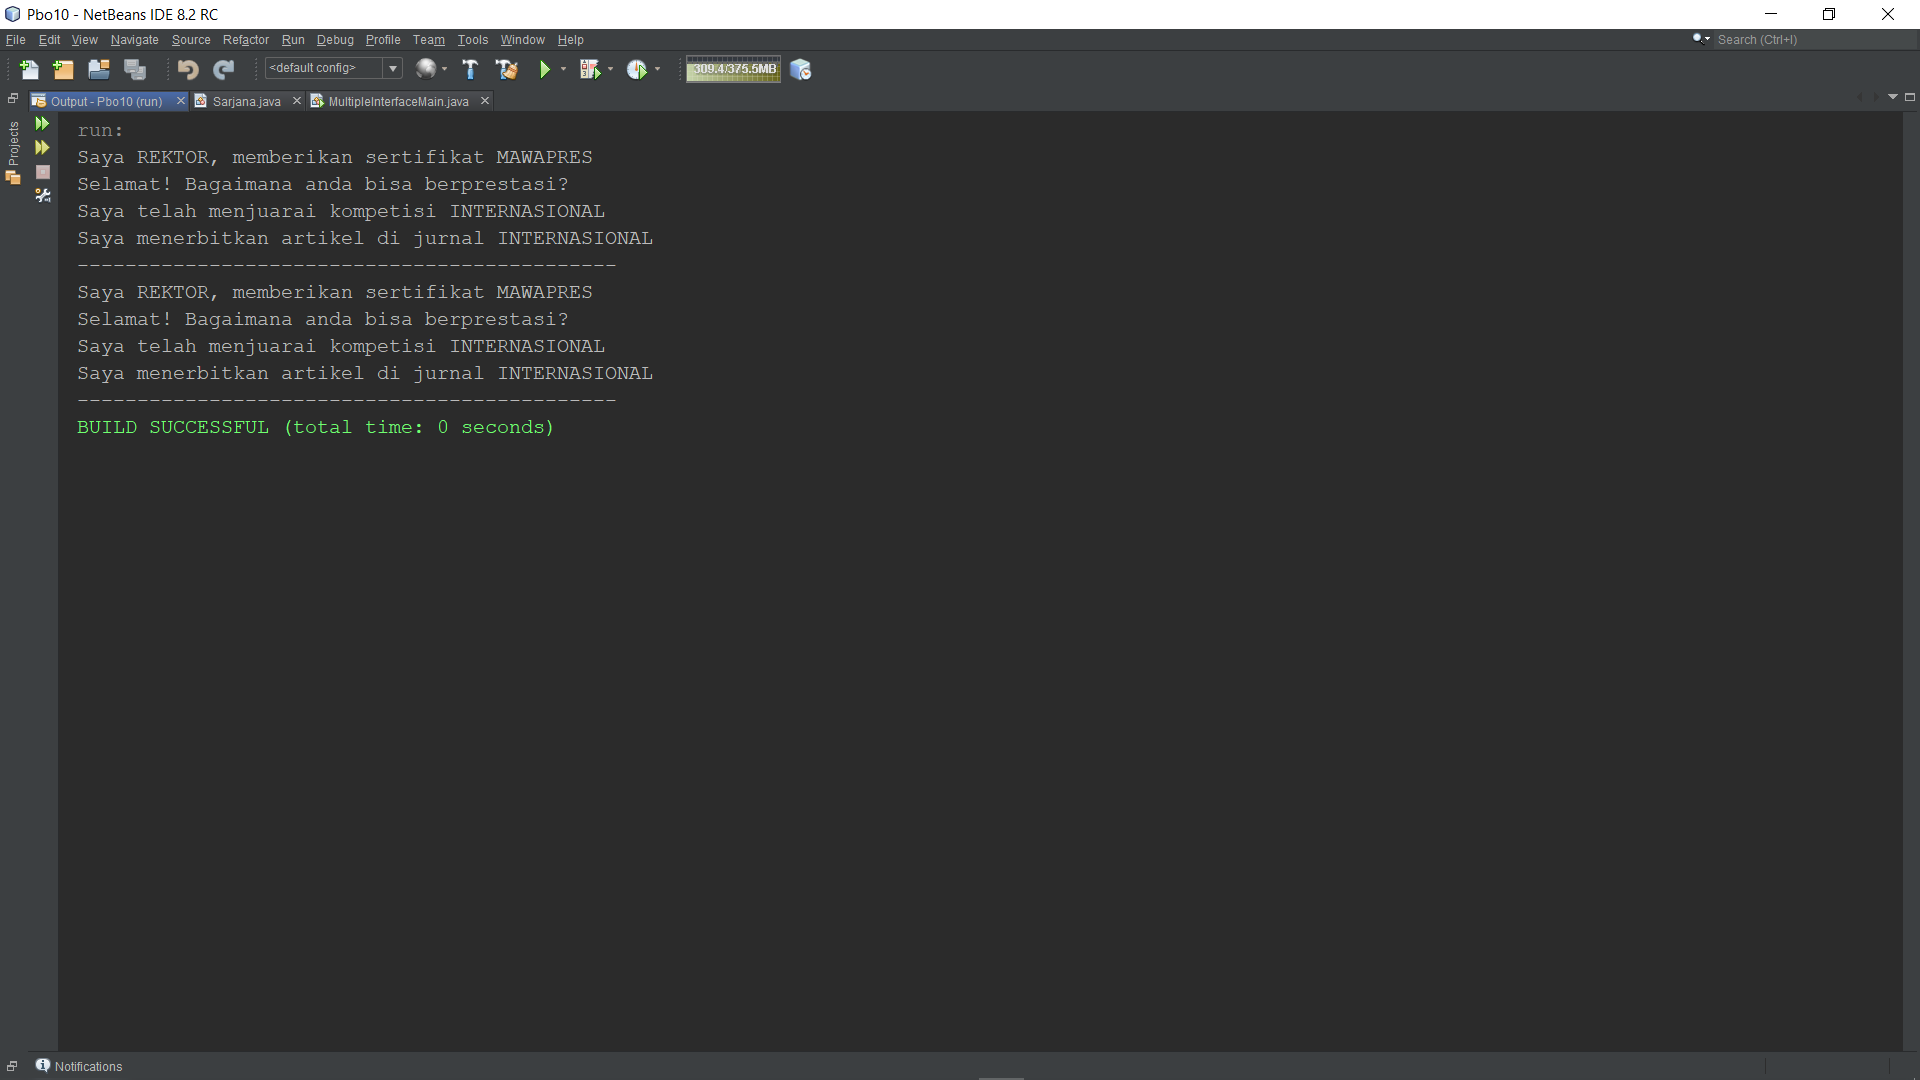 Pbo10 - NetBeans IDE 8.2 RC
File Edit View Navigate Source Refactor Run Debug Profile Team Tools Window Help
Search (Ctrl+I)
<default config>
309.4/375.5MB
Output - Pbo10 (run)
Sarjana.java
MultipleInterfaceMain.java
Projects
run:
Saya REKTOR, memberikan sertifikat MAWAPRES
Selamat! Bagaimana anda bisa berprestasi?
Saya telah menjuarai kompetisi INTERNASIONAL
Saya menerbitkan artikel di jurnal INTERNASIONAL
---------------------------------------------
Saya REKTOR, memberikan sertifikat MAWAPRES
Selamat! Bagaimana anda bisa berprestasi?
Saya telah menjuarai kompetisi INTERNASIONAL
Saya menerbitkan artikel di jurnal INTERNASIONAL
---------------------------------------------
BUILD SUCCESSFUL (total time: 0 seconds)
Notifications